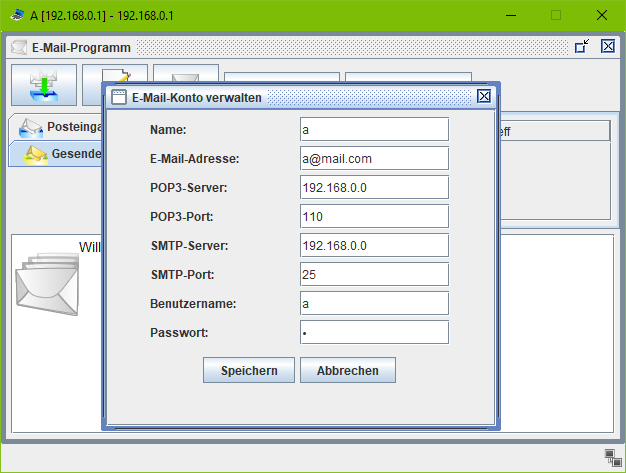 A [192.168.0.1] - 192.168.0.1
E-Mail-Programm
E-Mail-Konto verwalten
Posteinga
eff
Gesende
Name: a
E-Mail-Adresse: a@mail.com
POP3-Server: 192.168.0.0
POP3-Port: 110
SMTP-Server: 192.168.0.0
SMTP-Port: 25
Benutzername: a
Passwort: •
Will
Speichern Abbrechen